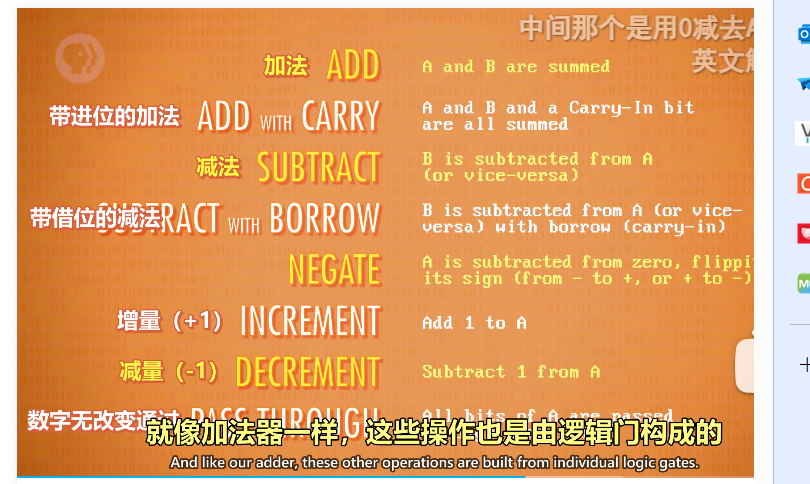 中间那个是用0减去A
英文解
加法 ADD
A and B are summed
带进位的加法 ADD WITH CARRY
A and B and a Carry-In bit
are all summed
减法 SUBTRACT
B is subtracted from A
(or vice-versa)
带借位的减法 SUBTRACT WITH BORROW
B is subtracted from A (or vice-
versa) with borrow (carry-in)
NEGATE
A is subtracted from zero, flippi
its sign (from - to +, or + to -)
增量（+1） INCREMENT
Add 1 to A
减量（-1） DECREMENT
Subtract 1 from A
数字无改变通过 PASS THROUGH
All bits of A are passed
就像加法器一样，这些操作也是由逻辑门构成的
And like our adder, these other operations are built from individual logic gates.